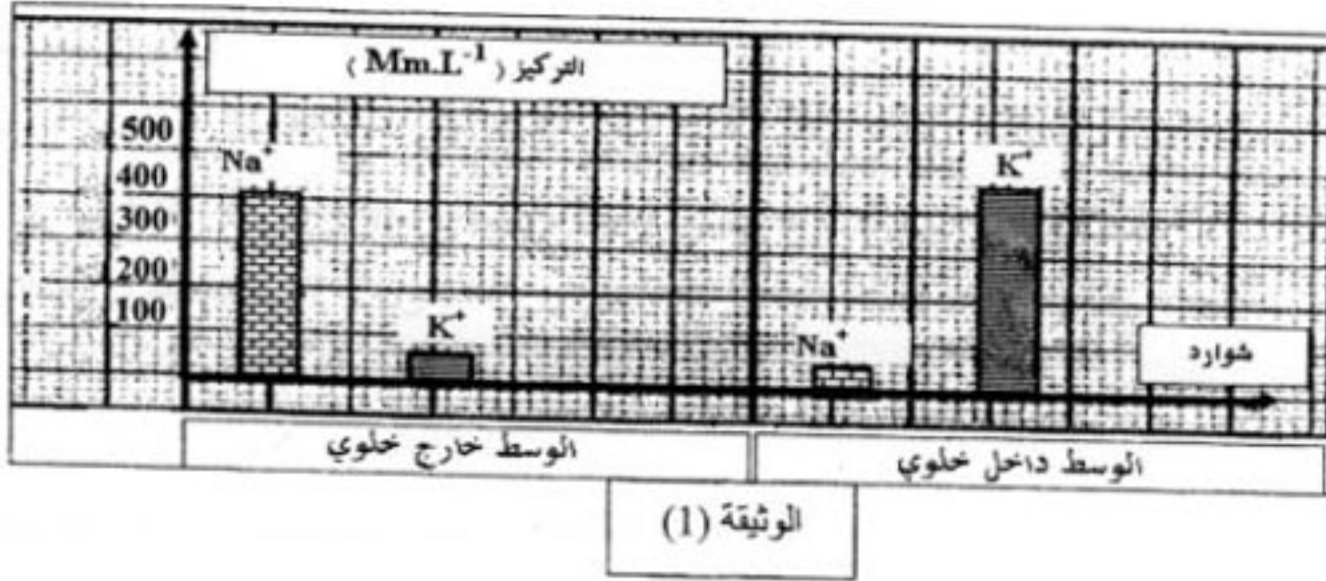 التركيز ( Mm.L⁻¹ )
500
400
300
200
100
Na⁺
K⁺
Na⁺
K⁺
شوارد
الوسط خارج خلوي
الوسط داخل خلوي
الوثيقة (1)